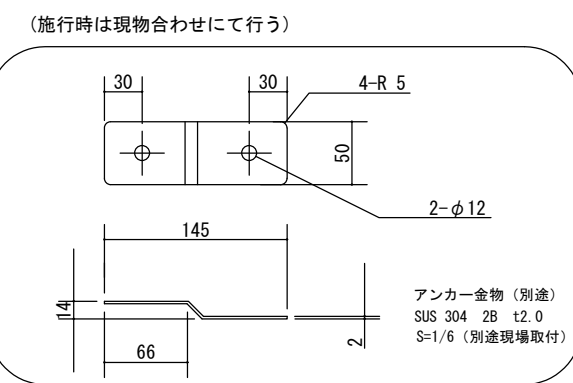 (施行時は現物合わせにて行う)
30
30
4-R 5
50
2-φ12
145
14
66
2
アンカー金物(別途)
SUS 304 2B t2.0
S=1/6(別途現場取付)